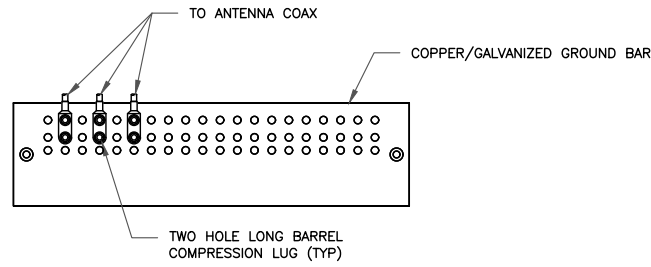 TO ANTENNA COAX
COPPER/GALVANIZED GROUND BAR
TWO HOLE LONG BARREL
COMPRESSION LUG (TYP)